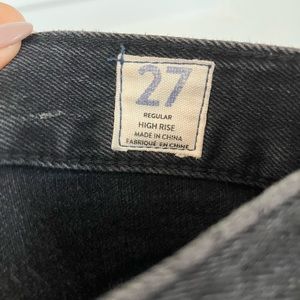 27
REGULAR
HIGH RISE
MADE IN CHINA
FABRIQUÉ EN CHINE